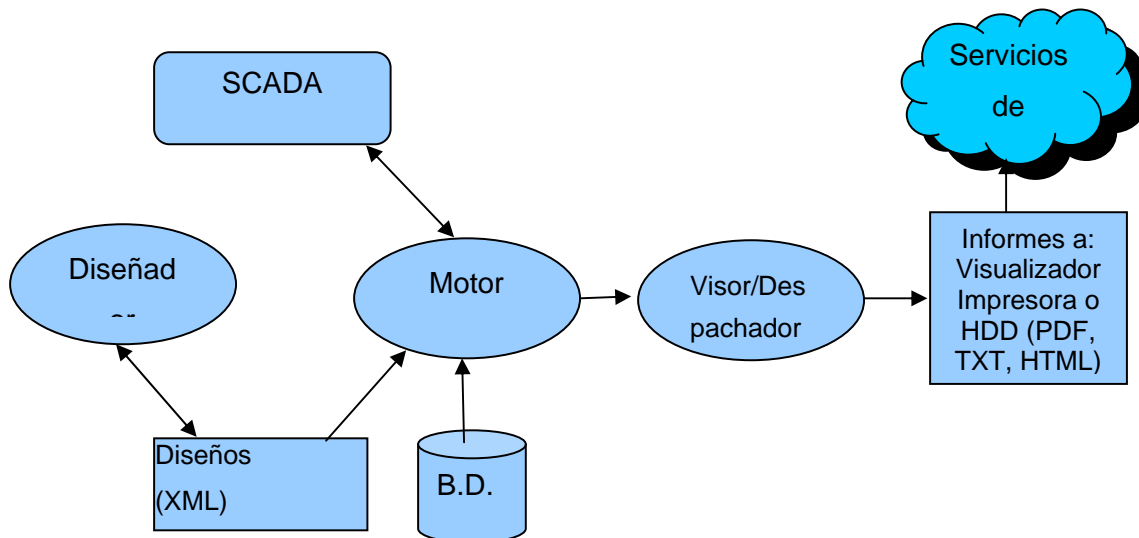 Servicios
de
SCADA
Diseñad
Motor
Visor/Des
pachador
Informes a:
Visualizador
Impresora o
HDD (PDF,
TXT, HTML)
Diseños
(XML)
B.D.